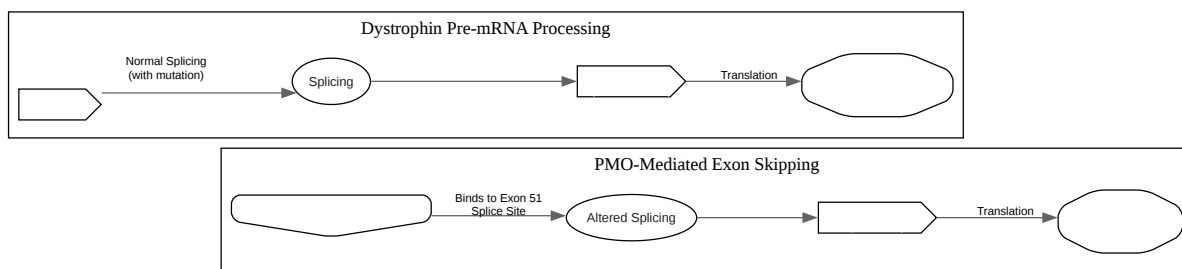 Dystrophin Pre-mRNA Processing
Normal Splicing
(with mutation)
Splicing
Translation
PMO-Mediated Exon Skipping
Binds to Exon 51
Splice Site
Altered Splicing
Translation